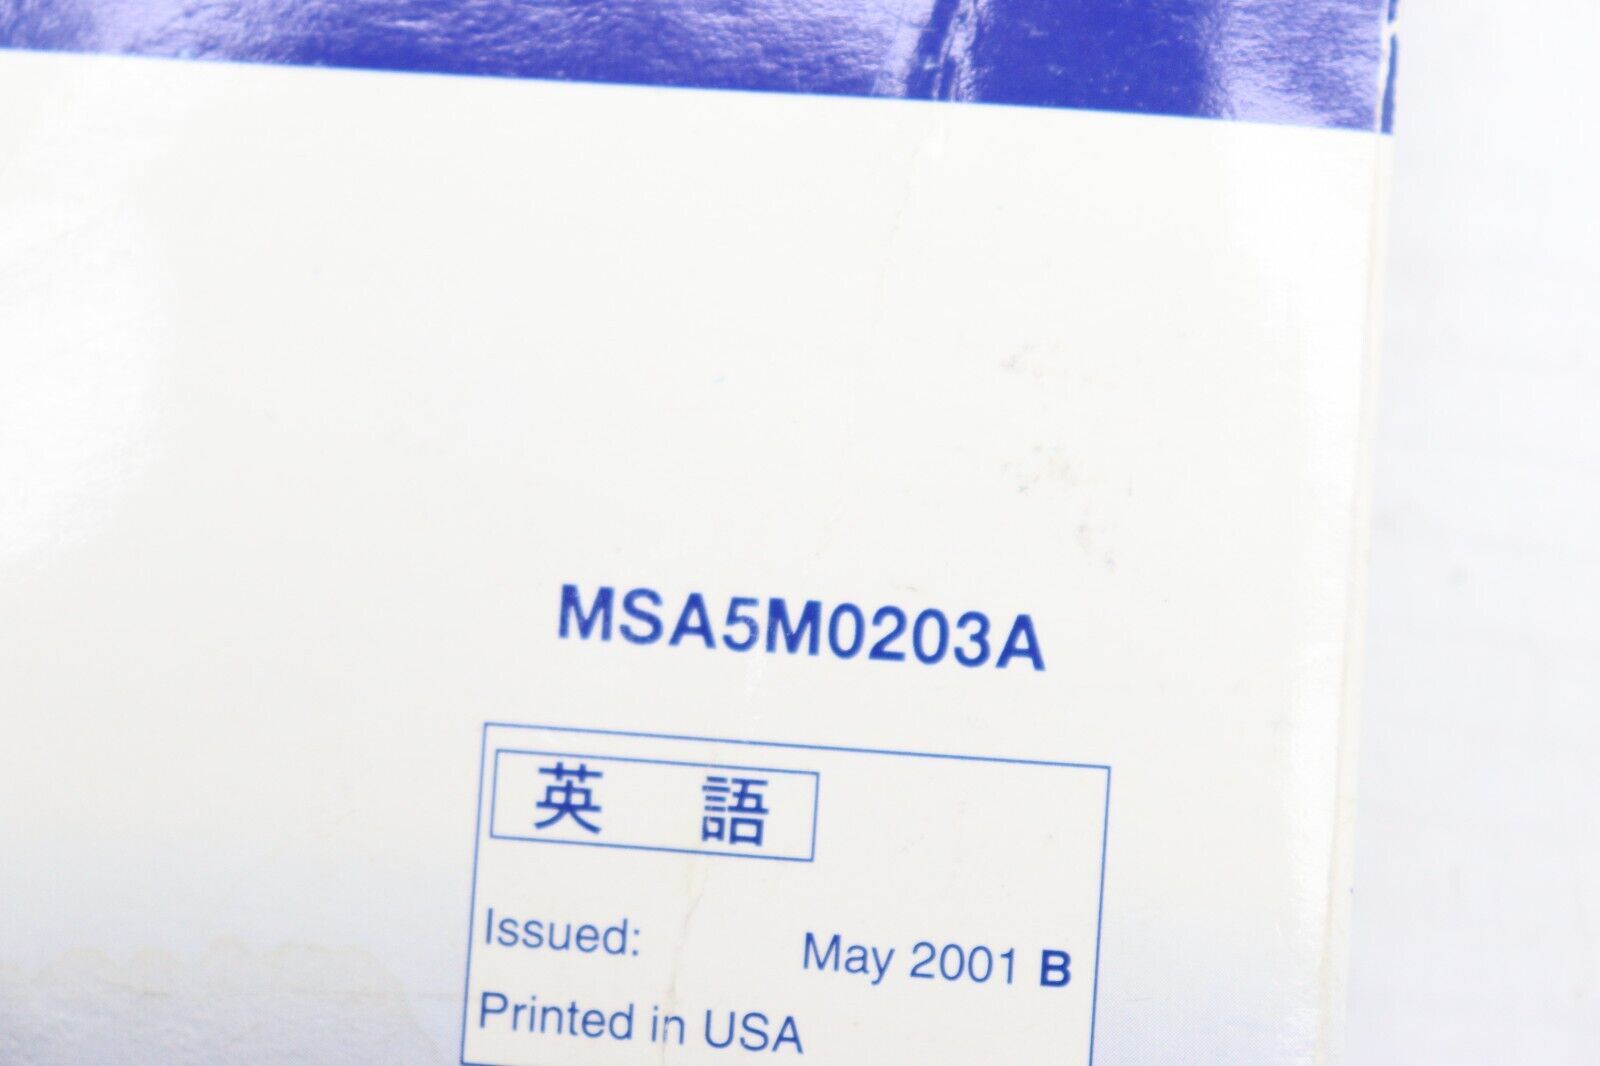 MSA5M0203A
英 語
Issued: May 2001 B
Printed in USA